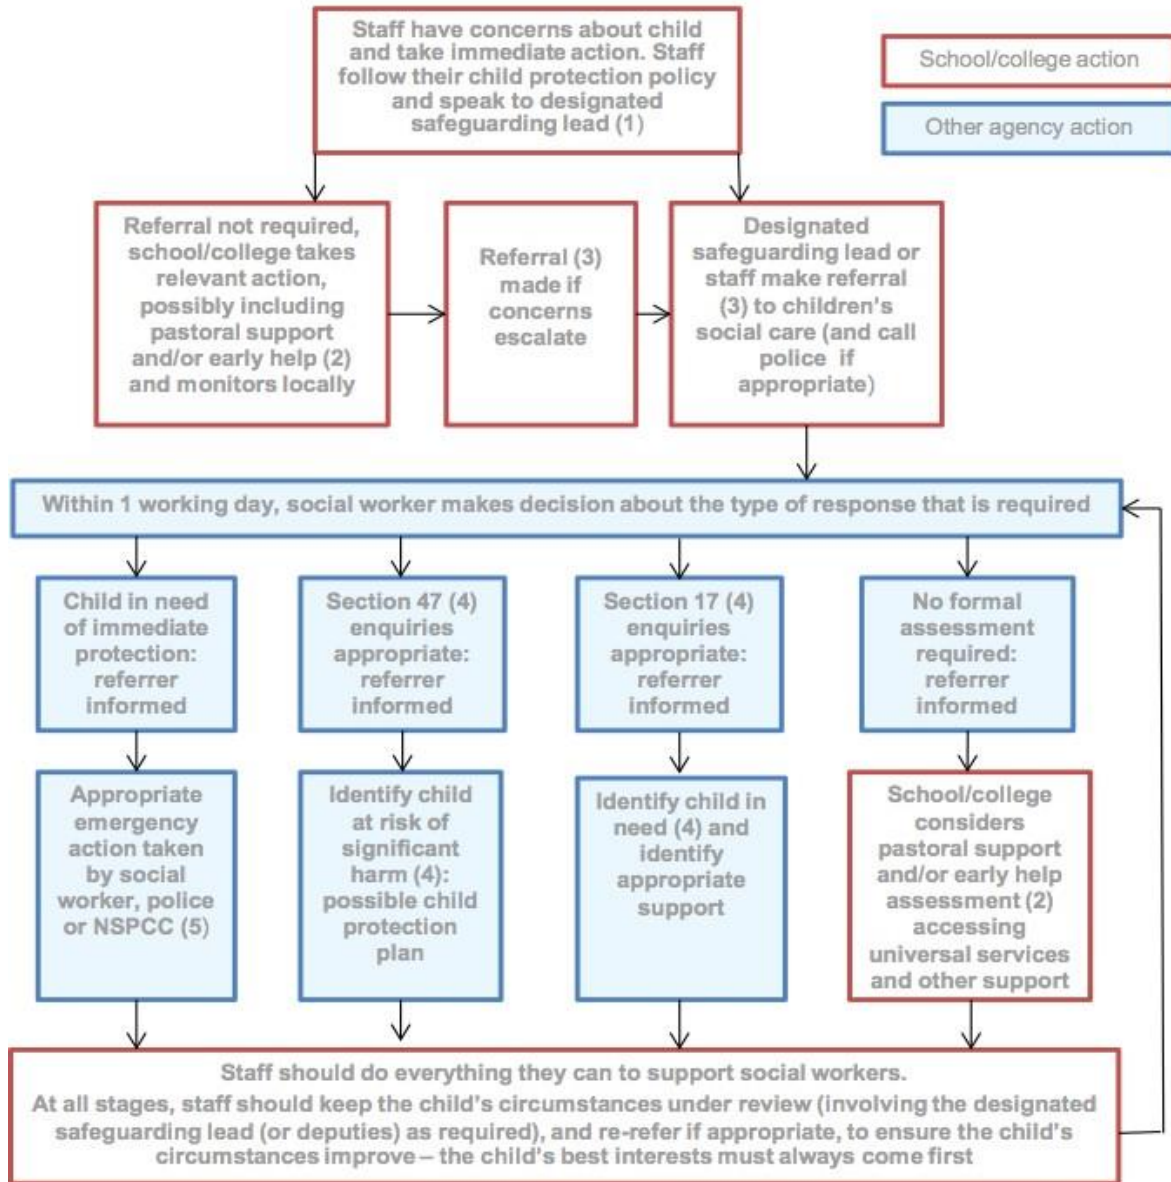 Staff have concerns about child
and take immediate action. Staff
follow their child protection policy
and speak to designated
safeguarding lead (1)
School/college action
Other agency action
Referral not required,
school/college takes
relevant action,
possibly including
pastoral support
and/or early help (2)
and monitors locally
Referral (3)
made if
concerns
escalate
Designated
safeguarding lead or
staff make referral
(3) to children's
social care (and call
police if
appropriate)
Within 1 working day, social worker makes decision about the type of response that is required
Child in need
of immediate
protection:
referrer
informed
Section 47 (4)
enquiries
appropriate:
referrer
informed
Section 17 (4)
enquiries
appropriate:
referrer
informed
No formal
assessment
required:
referrer
informed
Appropriate
emergency
action taken
by social
worker, police
or NSPCC (5)
Identify child
at risk of
significant
harm (4):
possible child
protection
plan
Identify child in
need (4) and
identify
appropriate
support
School/college
considers
pastoral support
and/or early help
assessment (2)
accessing
universal services
and other support
Staff should do everything they can to support social workers.
At all stages, staff should keep the child's circumstances under review (involving the designated
safeguarding lead (or deputies) as required), and re-refer if appropriate, to ensure the child's
circumstances improve – the child's best interests must always come first